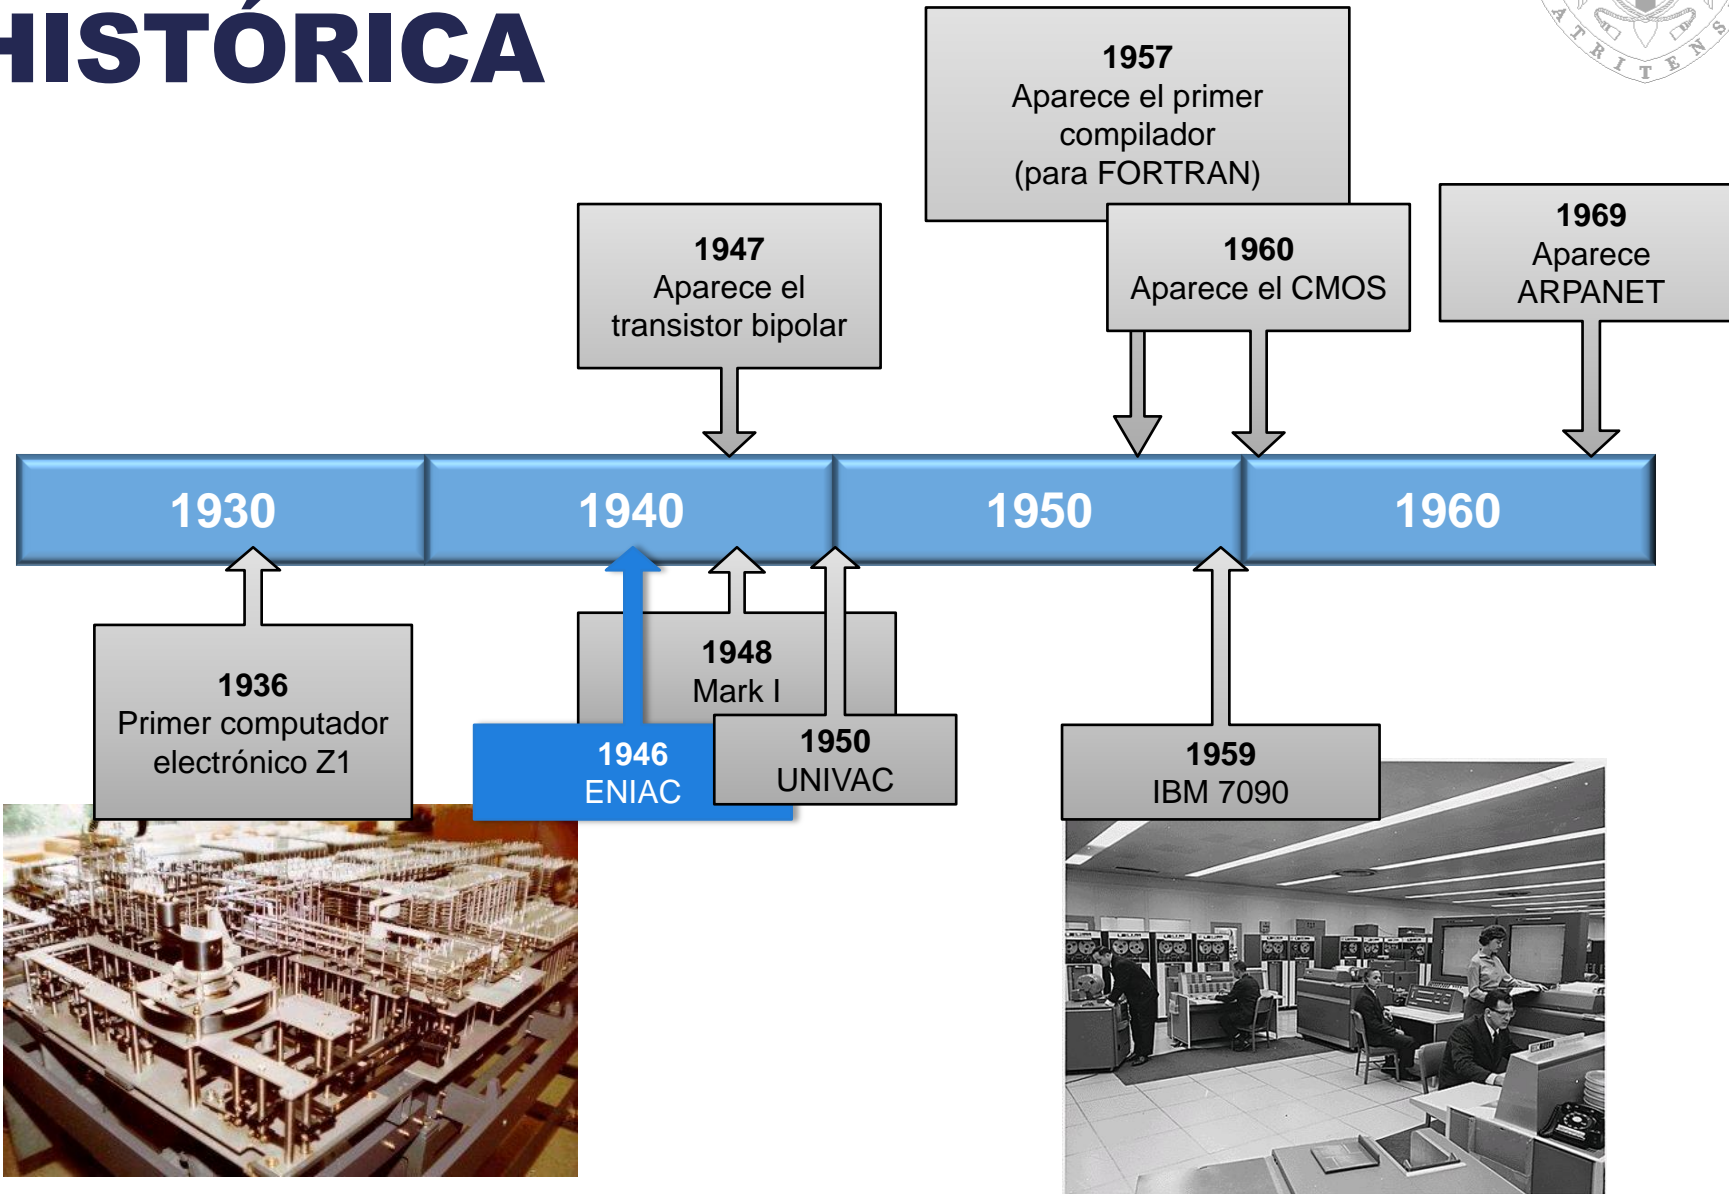 HISTÓRICA
1957
Aparece el primer
compilador
(para FORTRAN)
1947
Aparece el
transistor bipolar
1960
Aparece el CMOS
1969
Aparece
ARPANET
1930
1940
1950
1960
1936
Primer computador
electrónico Z1
1948
Mark I
1946
ENIAC
1950
UNIVAC
1959
IBM 7090